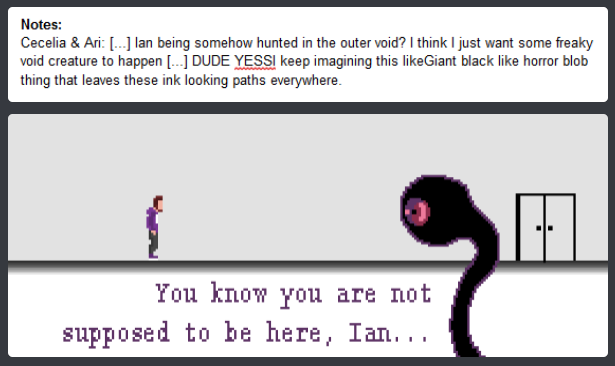 Notes:
Cecelia & Ari: [...] Ian being somehow hunted in the outer void? I think I just want some freaky
void creature to happen [...] DUDE YESSI keep imagining this likeGiant black like horror blob
thing that leaves these ink looking paths everywhere.
You know you are not
supposed to be here, Ian...